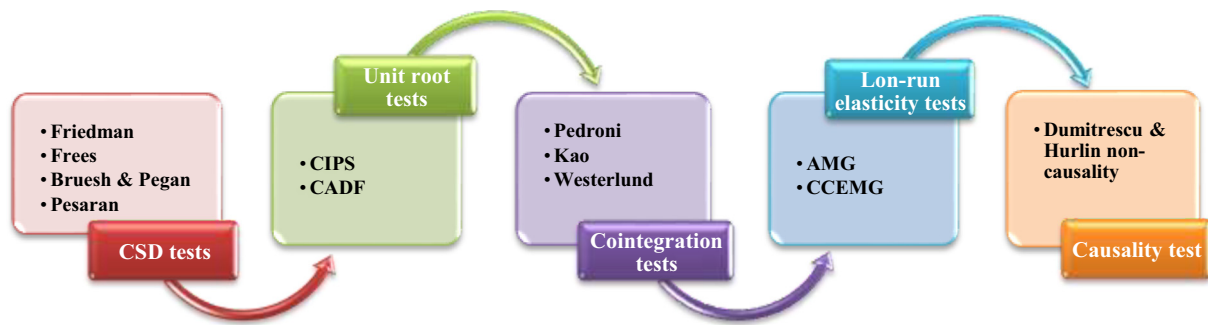 • Friedman
• Frees
• Bruesh & Pegan
• Pesaran
CSD tests
Unit root
tests
• CIPS
• CADF
• Pedroni
• Kao
• Westerlund
Cointegration
tests
Lon-run
elasticity tests
• AMG
• CCEMG
• Dumitrescu &
Hurlin non-
causality
Causality test